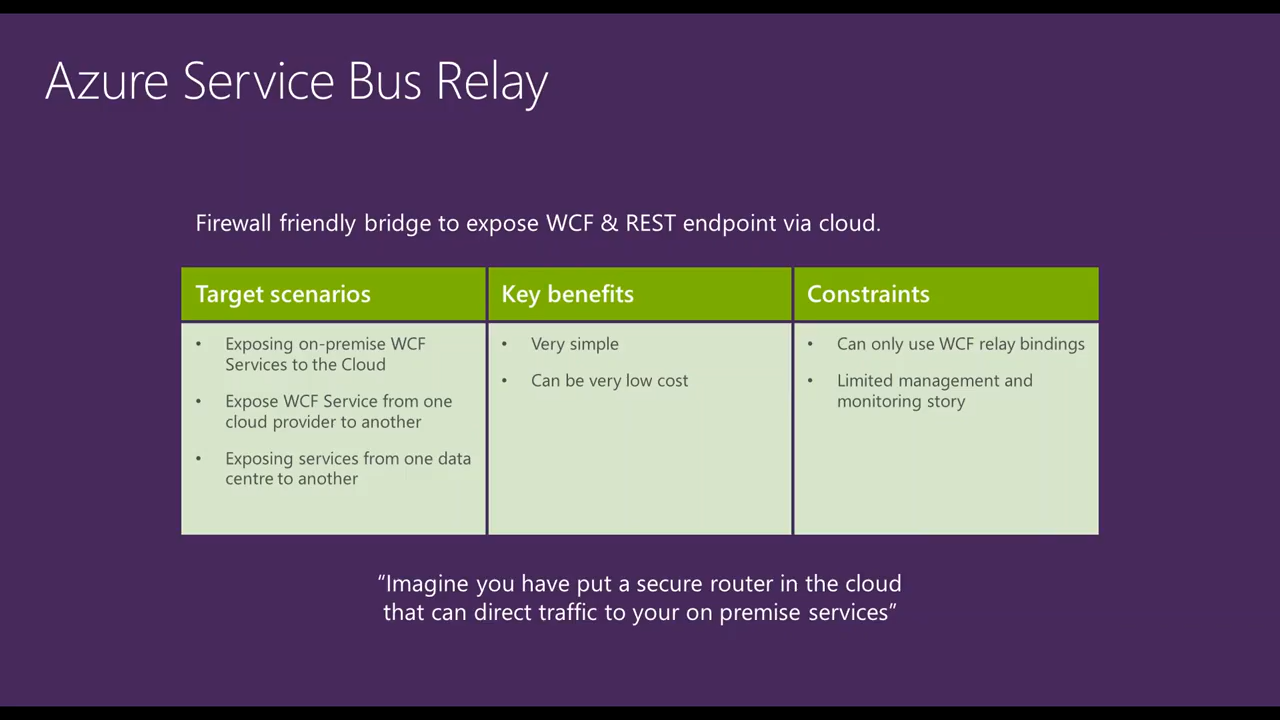 Azure Service Bus Relay
Firewall friendly bridge to expose WCF & REST endpoint via cloud.
Target scenarios
• Exposing on-premise WCF
Services to the Cloud
• Expose WCF Service from one
cloud provider to another
• Exposing services from one data
centre to another
Key benefits
• Very simple
• Can be very low cost
Constraints
• Can only use WCF relay bindings
• Limited management and
monitoring story
“Imagine you have put a secure router in the cloud
that can direct traffic to your on premise services”